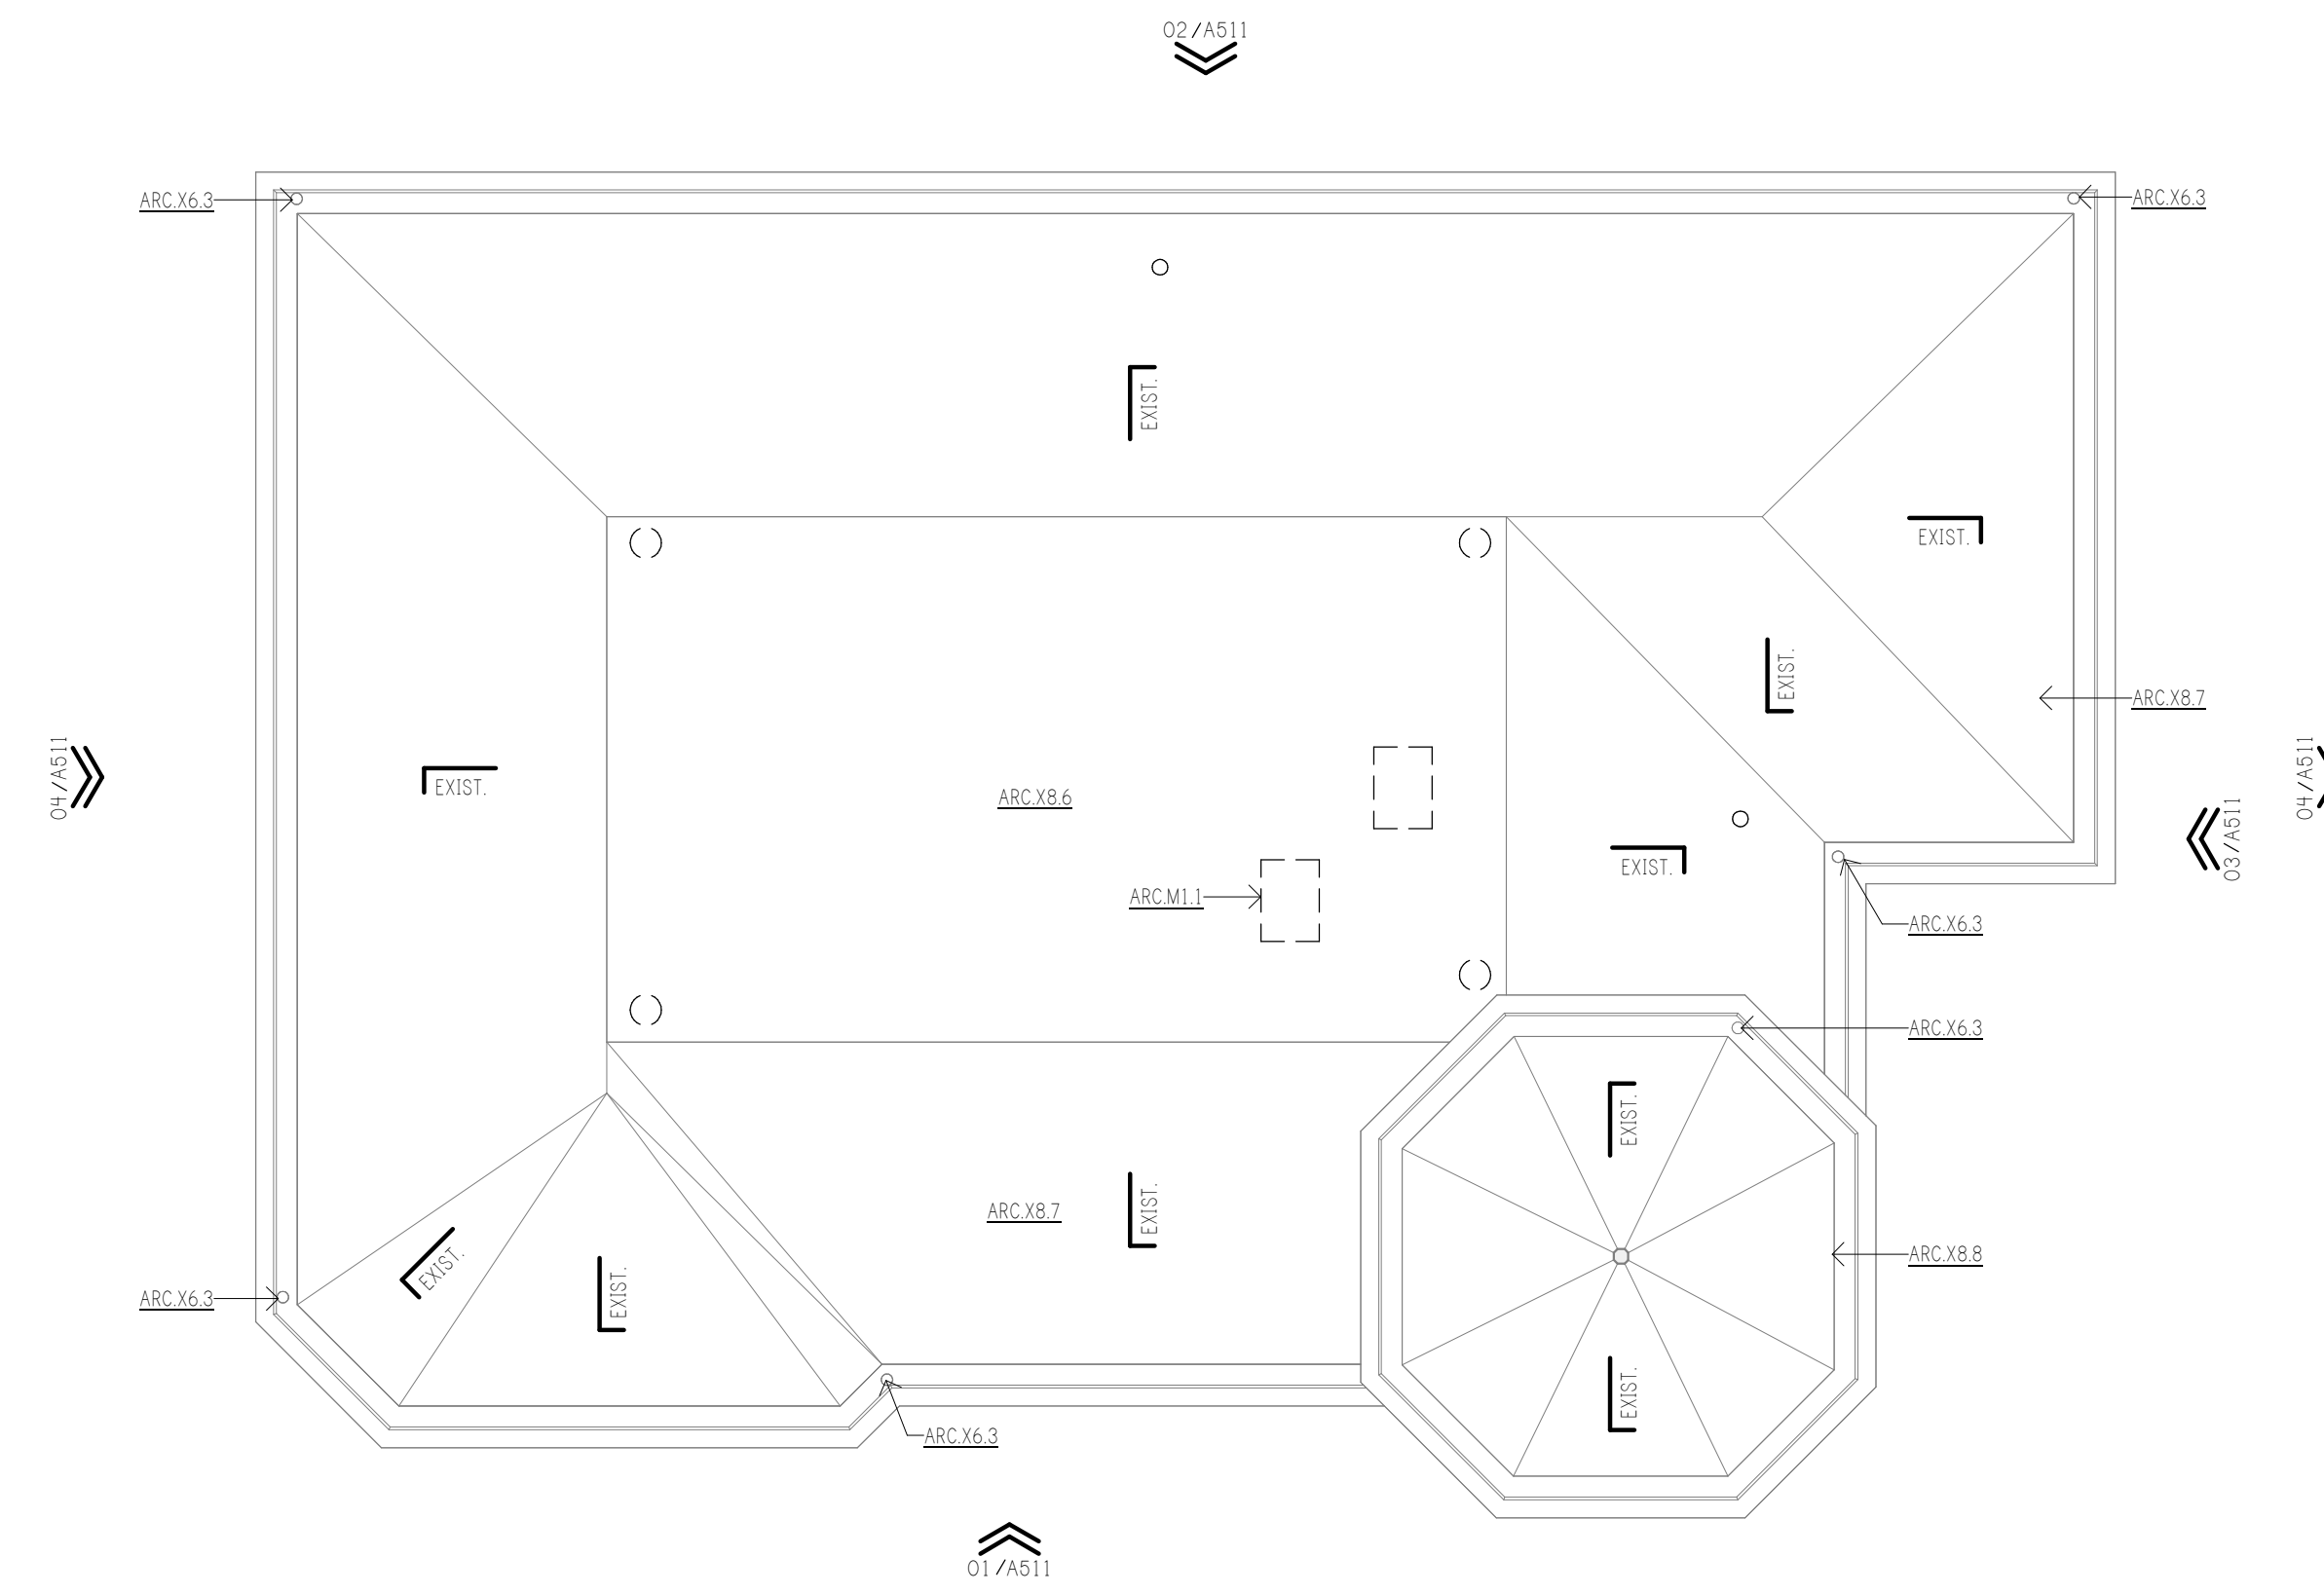 02/A511
ARC.X6.3
ARC.X6.3
EXIST.
EXIST.
EXIST.
ARC.X8.7
04/A511
04/A511
EXIST.
ARC.X8.6
03/A511
EXIST.
ARC.M1.1
ARC.X6.3
ARC.X6.3
EXIST.
ARC.X8.7
EXIST.
ARC.X8.8
EXIST.
EXIST.
ARC.X6.3
EXIST.
ARC.X6.3
01/A511